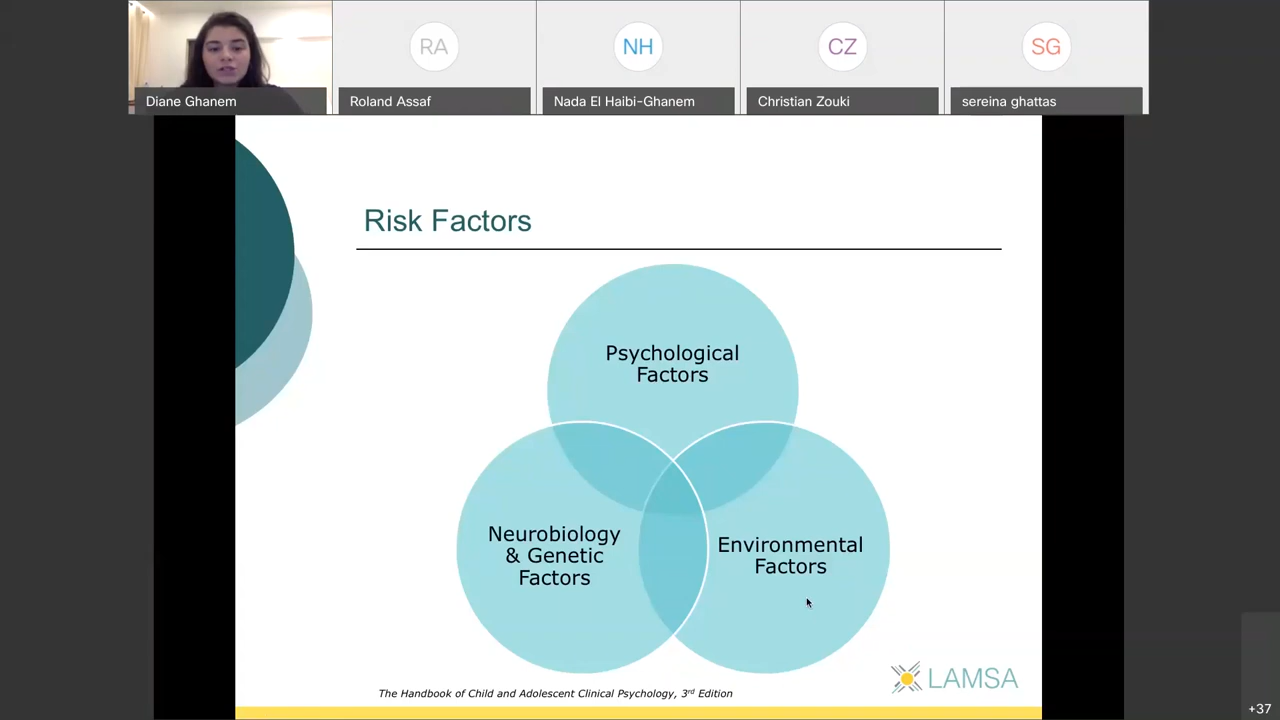 RA
NH
CZ
SG
Diane Ghanem
Roland Assaf
Nada El Haibi-Ghanem
Christian Zouki
sereina ghattas
Risk Factors
Psychological
Factors
Neurobiology
& Genetic
Factors
Environmental
Factors
LAMSA
The Handbook of Child and Adolescent Clinical Psychology, 3rd Edition
+37